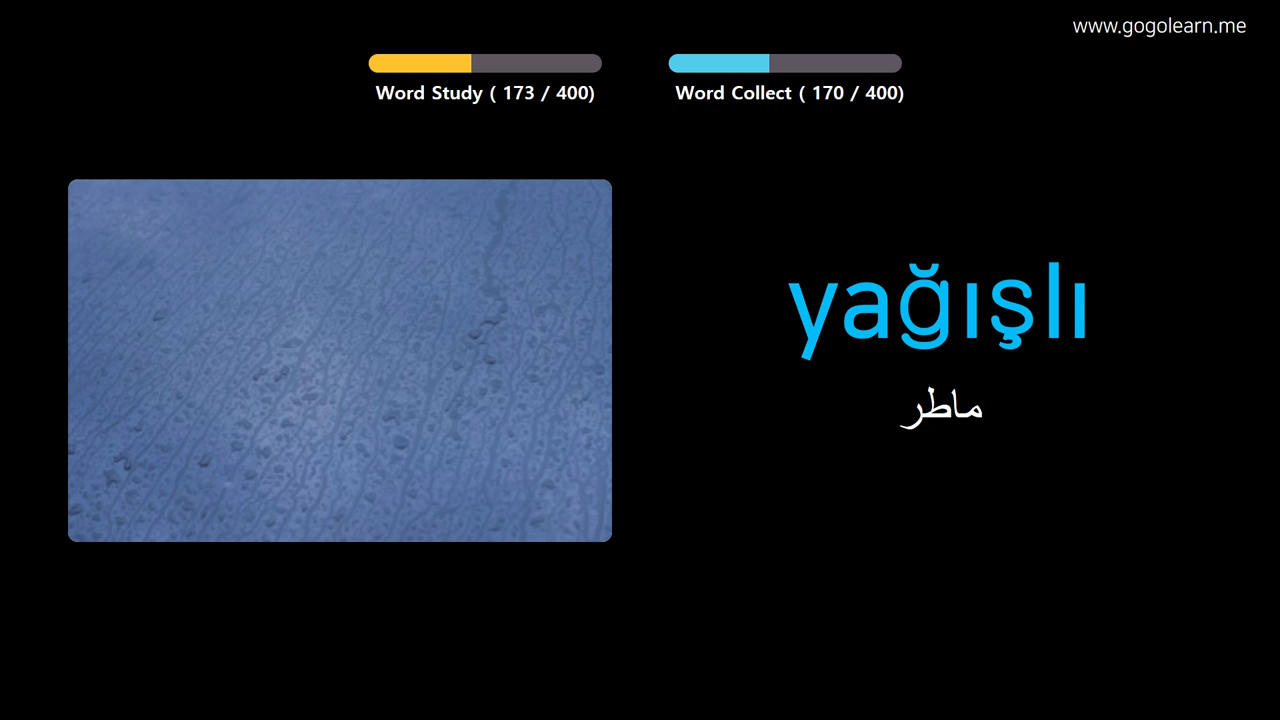 www.gogolearn.me
Word Study ( 173 / 400)
Word Collect ( 170 / 400)
yağışlı
ماطر